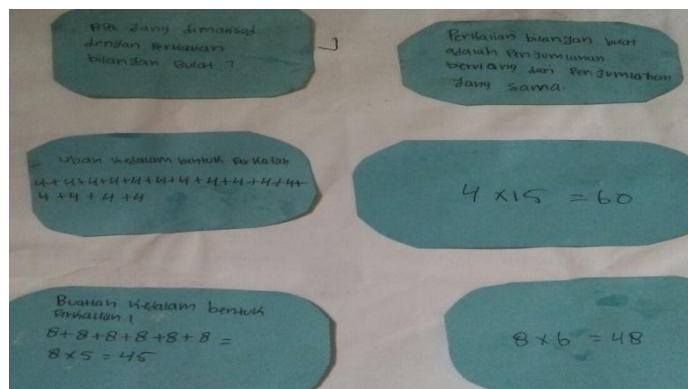 Apa yang dimaksud
dengan Perkalian
bilangan Bulat ?
Perkalian bilangan bulat
adalah Penjumlahan
berulang dari Penjumlahan
yang sama.
Ubah kedalam bentuk Perkalian
4+4+4+4+4+4+4+4+4+4+4+
4+4+4+4
4 × 15 = 60
Buatlah kedalam bentuk
Perkalian !
8+8+8+8+8+8 =
8 × 5 = 45
8 × 6 = 48